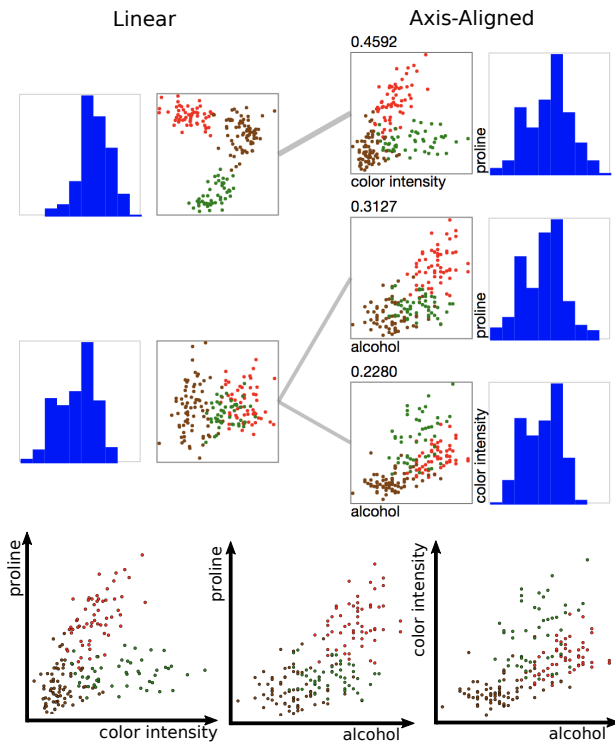 Linear
Axis-Aligned
0.4592
proline
color intensity
0.3127
proline
alcohol
0.2280
color intensity
alcohol
proline
color intensity
proline
alcohol
color intensity
alcohol